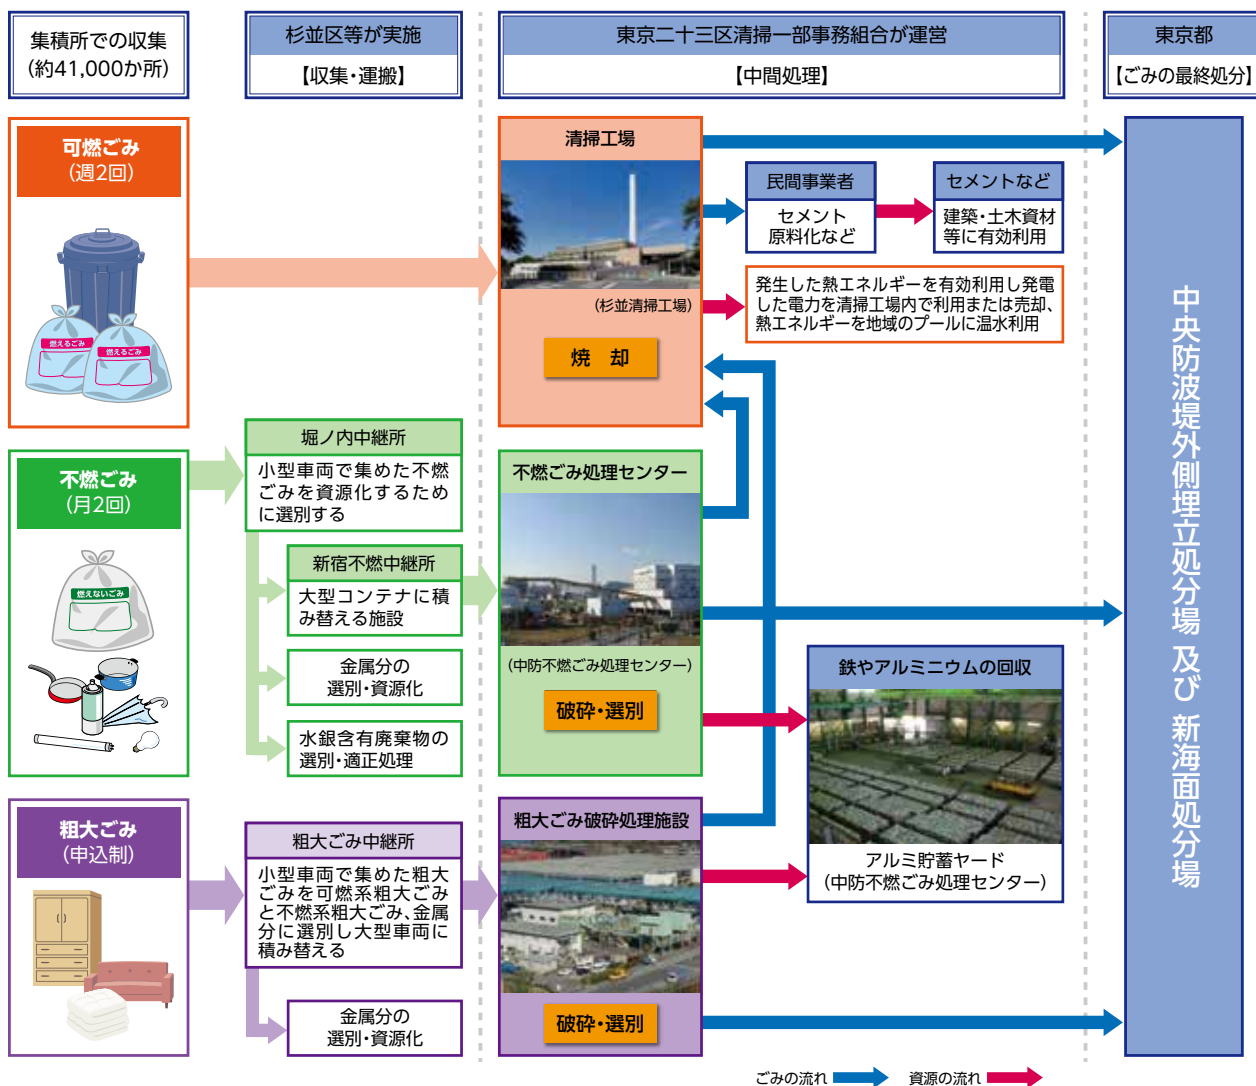 集積所での収集
(約41,000か所)
杉並区等が実施
【収集・運搬】
東京二十三区清掃一部事務組合が運営
【中間処理】
東京都
【ごみの最終処分】
可燃ごみ
(週2回)
燃えるごみ
燃えるごみ
清掃工場
(杉並清掃工場)
焼 却
民間事業者
セメント
原料化など
セメントなど
建築・土木資材
等に有効利用
発生した熱エネルギーを有効利用し発電
した電力を清掃工場内で利用または売却、
熱エネルギーを地域のプールに温水利用
不燃ごみ
(月2回)
燃えないごみ
堀ノ内中継所
小型車両で集めた不燃
ごみを資源化するため
に選別する
新宿不燃中継所
大型コンテナに積
み替える施設
金属分の
選別・資源化
水銀含有廃棄物の
選別・適正処理
不燃ごみ処理センター
(中防不燃ごみ処理センター)
破砕・選別
鉄やアルミニウムの回収
アルミ貯蓄ヤード
(中防不燃ごみ処理センター)
粗大ごみ
(申込制)
粗大ごみ中継所
小型車両で集めた粗大
ごみを可燃系粗大ごみ
と不燃系粗大ごみ、金属
分に選別し大型車両に
積み替える
金属分の
選別・資源化
粗大ごみ破砕処理施設
破砕・選別
中央防波堤外側埋立処分場 及び 新海面処分場
ごみの流れ
資源の流れ